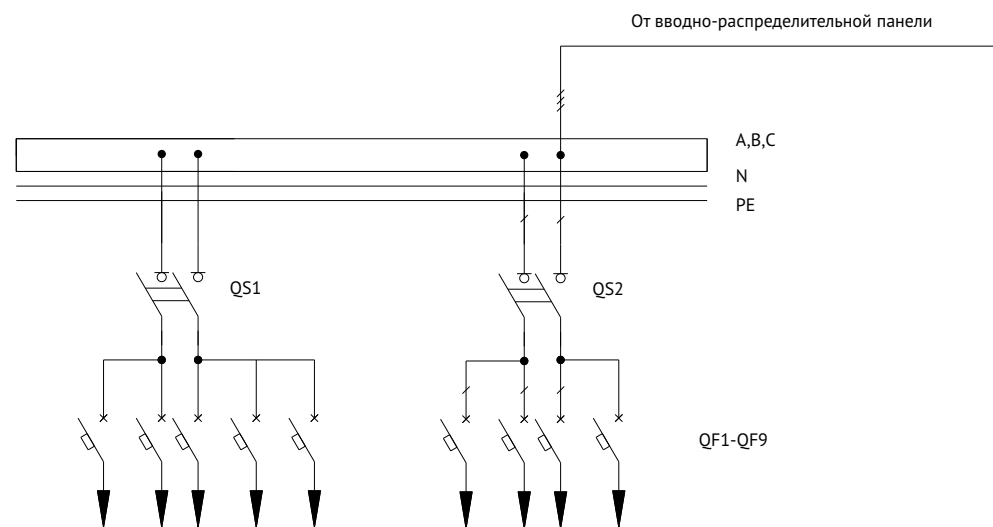 От вводно-распределительной панели
A,B,C
N
PE
QS1
QS2
QF1-QF9